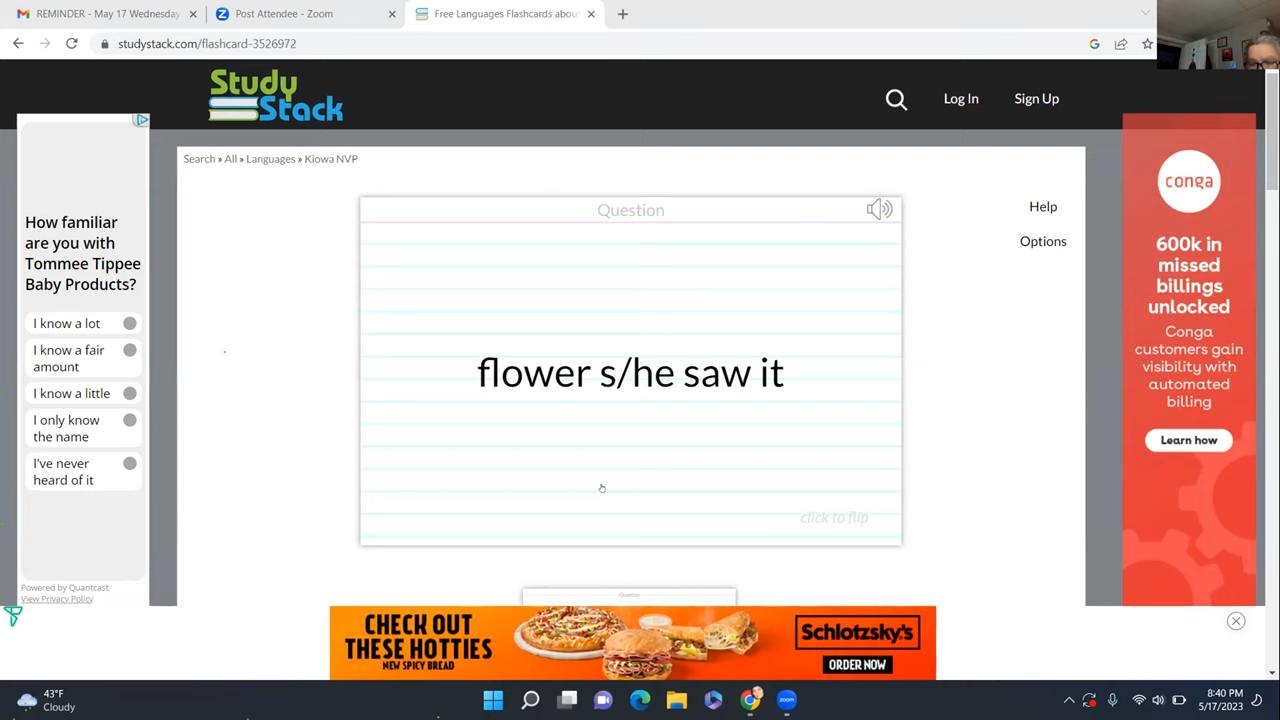 REMINDER - May 17 Wednesday
Post Attendee - Zoom
Free Languages Flashcards about
studystack.com/flashcard-3526972
Study
Stack
Log In
Sign Up
Search » All » Languages » Kiowa NVP
Question
Help
Options
flower s/he saw it
click to flip
Question
How familiar
are you with
Tommee Tippee
Baby Products?
I know a lot
I know a fair
amount
I know a little
I only know
the name
I've never
heard of it
Powered by Quantcast
View Privacy Policy
conga
600k in
missed
billings
unlocked
Conga
customers gain
visibility with
automated
billing
Learn how
CHECK OUT
THESE HOTTIES
NEW SPICY BREAD
Schlotzsky's
ORDER NOW
43°F
Cloudy
zoom
8:40 PM
5/17/2023